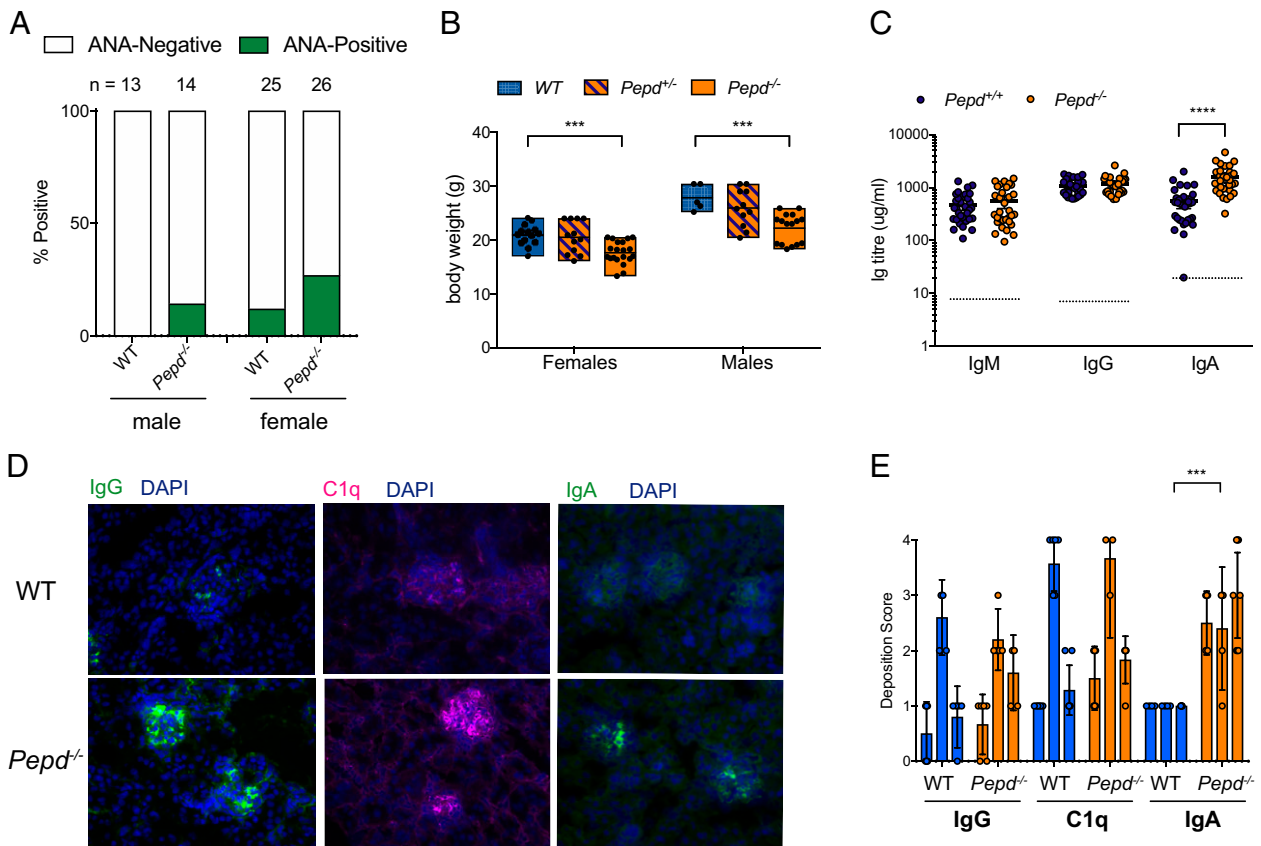 A
ANA-Negative ANA-Positive
n = 13 14 25 26
100
50
0
% Positive
WT Pepd-/- WT Pepd-/-
male female
B
WT Pepd+/- Pepd-/-
*** ***
40
30
20
10
0
body weight (g)
Females Males
C
Pepd+/+ Pepd-/-
****
10000
1000
100
10
1
Ig titre (ug/ml)
IgM IgG IgA
D
IgG DAPI C1q DAPI IgA DAPI
WT
Pepd-/-
E
***
4
3
2
1
0
Deposition Score
WT Pepd-/- WT Pepd-/- WT Pepd-/-
IgG C1q IgA